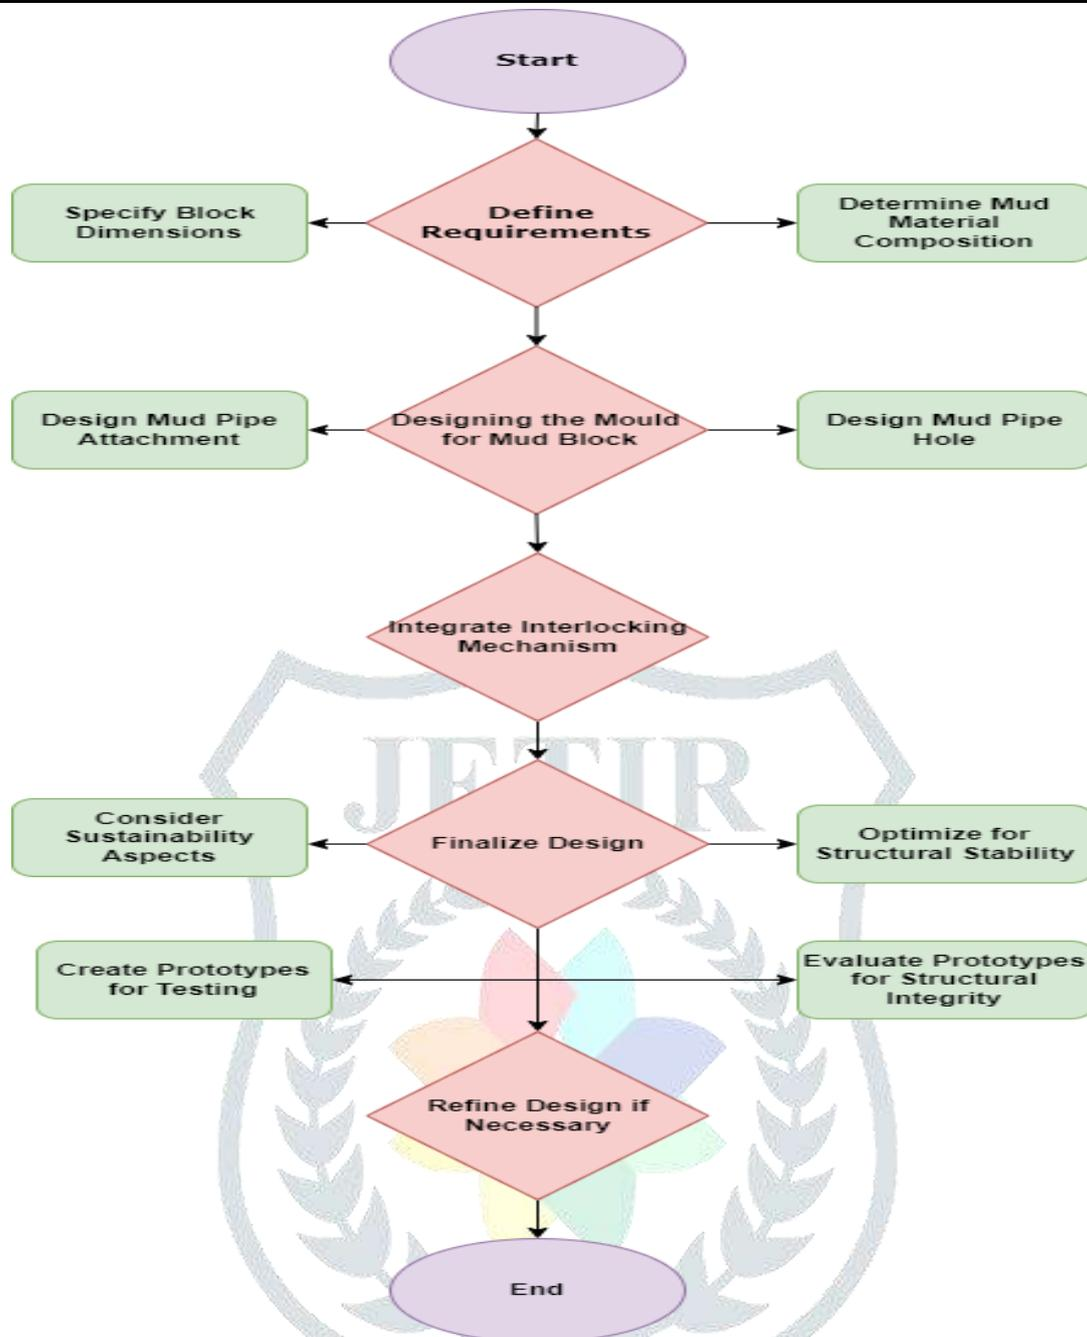 Start
Define
Requirements
Specify Block
Dimensions
Determine Mud
Material
Composition
Designing the Mould
for Mud Block
Design Mud Pipe
Attachment
Design Mud Pipe
Hole
Integrate Interlocking
Mechanism
JETIR
Consider
Sustainability
Aspects
Finalize Design
Optimize for
Structural Stability
Create Prototypes
for Testing
Evaluate Prototypes
for Structural
Integrity
Refine Design if
Necessary
End